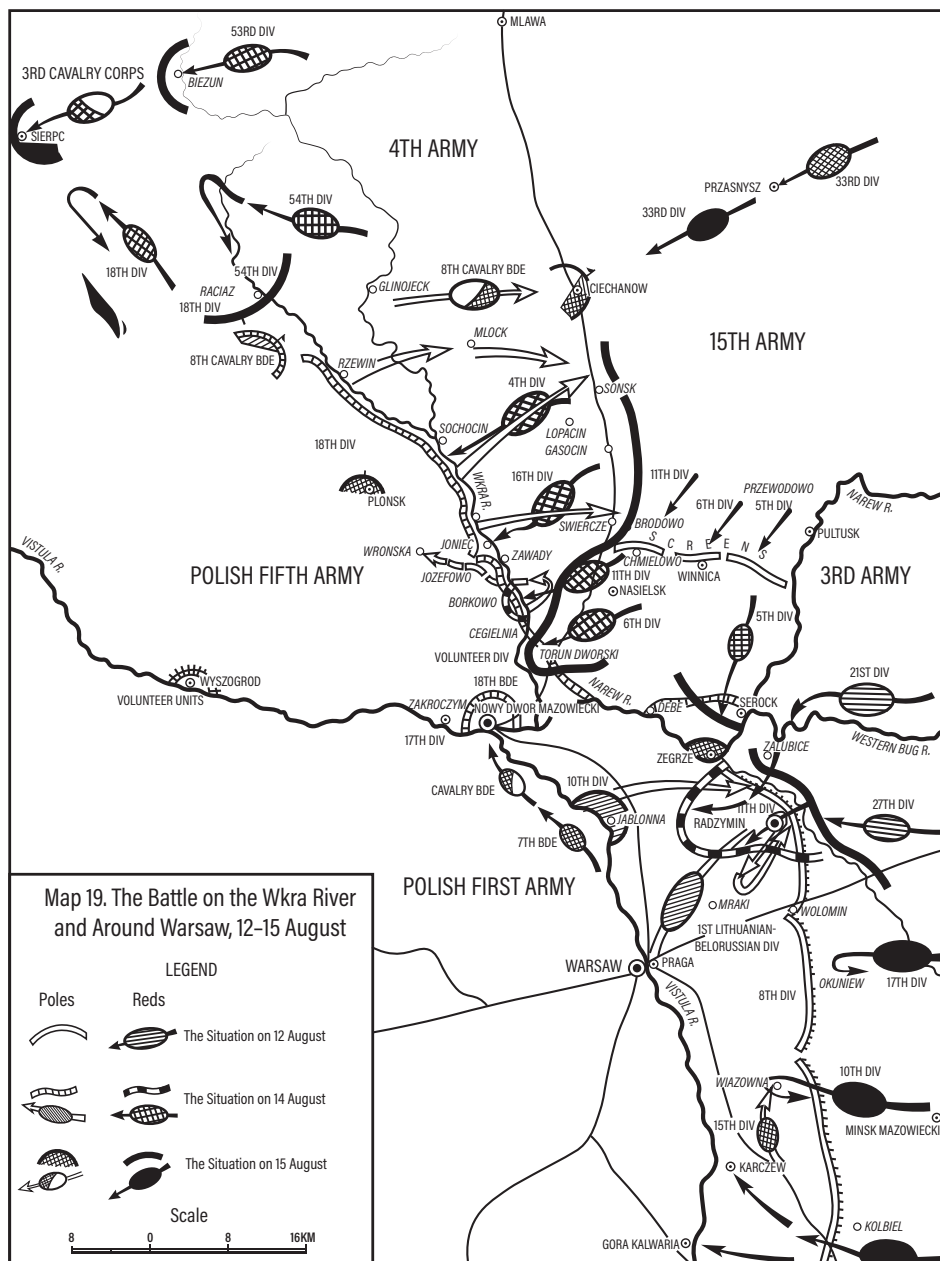 MLAWA
53RD DIV
3RD CAVALRY CORPS
BIEZUN
SIERPC
4TH ARMY
PRZASNYSZ
33RD DIV
33RD DIV
54TH DIV
18TH DIV
54TH DIV
RACIAZ
18TH DIV
GLINOJECK
8TH CAVALRY BDE
CIECHANOW
15TH ARMY
8TH CAVALRY BDE
MLOCK
RZEWIN
4TH DIV
SONSK
SOCHOCIN
LOPACIN
GASOCIN
18TH DIV
16TH DIV
WKRA R.
PLONSK
11TH DIV
6TH DIV
PRZEWODOWO
5TH DIV
NAREW R.
SWIERCZE
BRODOWO
SCREENS
PULTUSK
VISTULA R.
WRONSKA
JONIEC
ZAWADY
CHMIELOWO
WINNICA
POLISH FIFTH ARMY
JOZEFOWO
11TH DIV
NASIELSK
3RD ARMY
BORKOWO
CEGIELNIA
6TH DIV
5TH DIV
VOLUNTEER DIV
TORUN DWORSKI
WYSZOGROD
VOLUNTEER UNITS
18TH BDE
NAREW R.
21ST DIV
ZAKROCZYM
NOWY DWOR MAZOWIECKI
DEBE
SEROCK
17TH DIV
ZALUBICE
WESTERN BUG R.
ZEGRZE
CAVALRY BDE
10TH DIV
11TH DIV
27TH DIV
JABLONNA
RADZYMIN
7TH BDE
POLISH FIRST ARMY
MRAKI
WOLOMIN
1ST LITHUANIAN-
BELORUSSIAN DIV
WARSAW
PRAGA
OKUNIEW
17TH DIV
VISTULA R.
8TH DIV
WIAZOWNA
10TH DIV
15TH DIV
MINSK MAZOWIECKI
KARCZEW
KOLBIEL
GORA KALWARIA
Map 19. The Battle on the Wkra River
and Around Warsaw, 12–15 August
LEGEND
Poles Reds
The Situation on 12 August
The Situation on 14 August
The Situation on 15 August
Scale
8 0 8 16KM